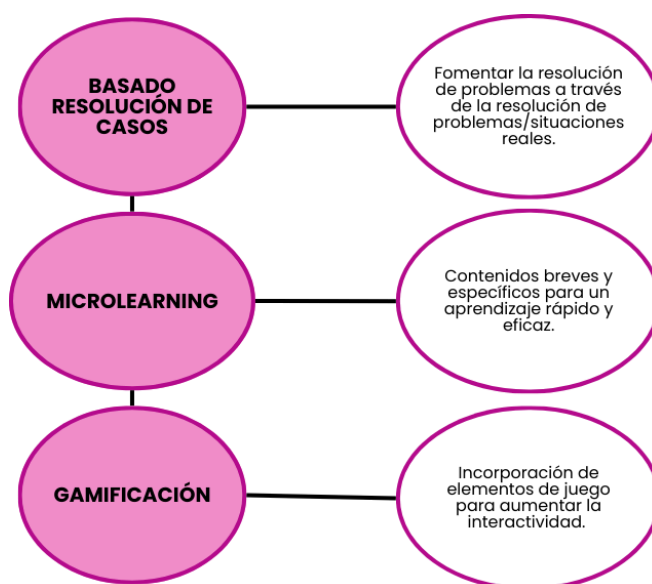 BASADO
RESOLUCIÓN DE
CASOS
Fomentar la resolución
de problemas a través
de la resolución de
problemas/situaciones
reales.
MICROLEARNING
Contenidos breves y
específicos para un
aprendizaje rápido y
eficaz.
GAMIFICACIÓN
Incorporación de
elementos de juego
para aumentar la
interactividad.